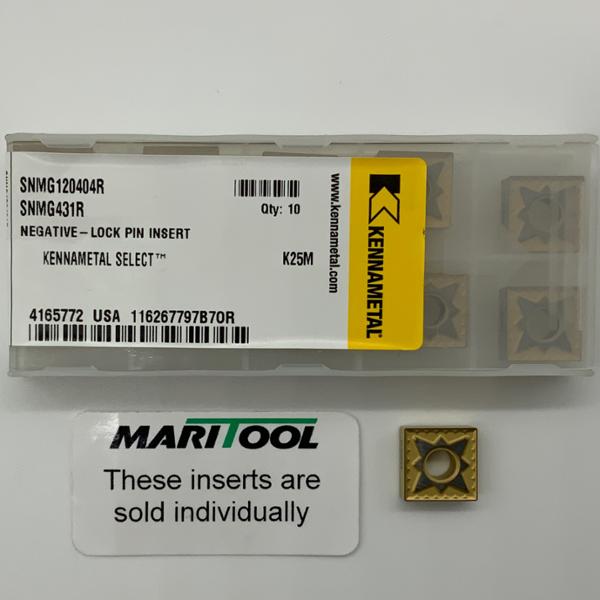 SNMG120404R
SNMG431R
Qty: 10
NEGATIVE-LOCK PIN INSERT
KENNAMETAL SELECT™
K25M
4165772 USA 116267797B7OR
www.kennametal.com
KENNAMETAL®
MARITOOL
These inserts are
sold individually